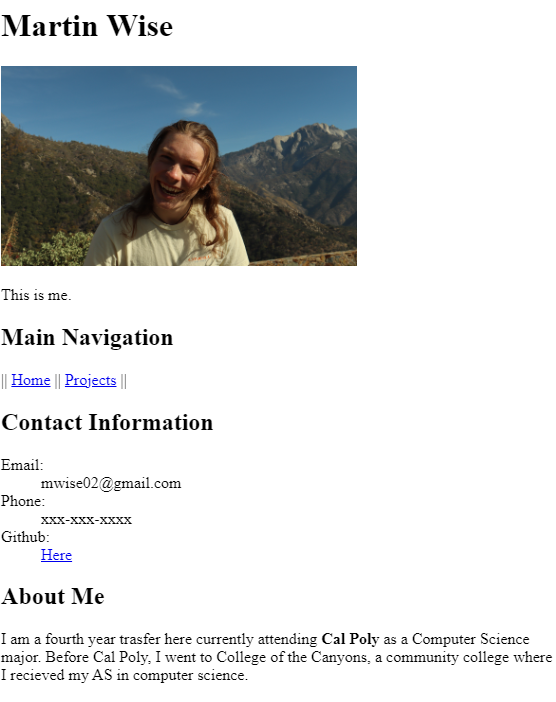 Martin Wise
This is me.
Main Navigation
|| Home || Projects ||
Contact Information
Email:
mwise02@gmail.com
Phone:
xxx-xxx-xxxx
Github:
Here
About Me
I am a fourth year trasfer here currently attending Cal Poly as a Computer Science
major. Before Cal Poly, I went to College of the Canyons, a community college where
I recieved my AS in computer science.